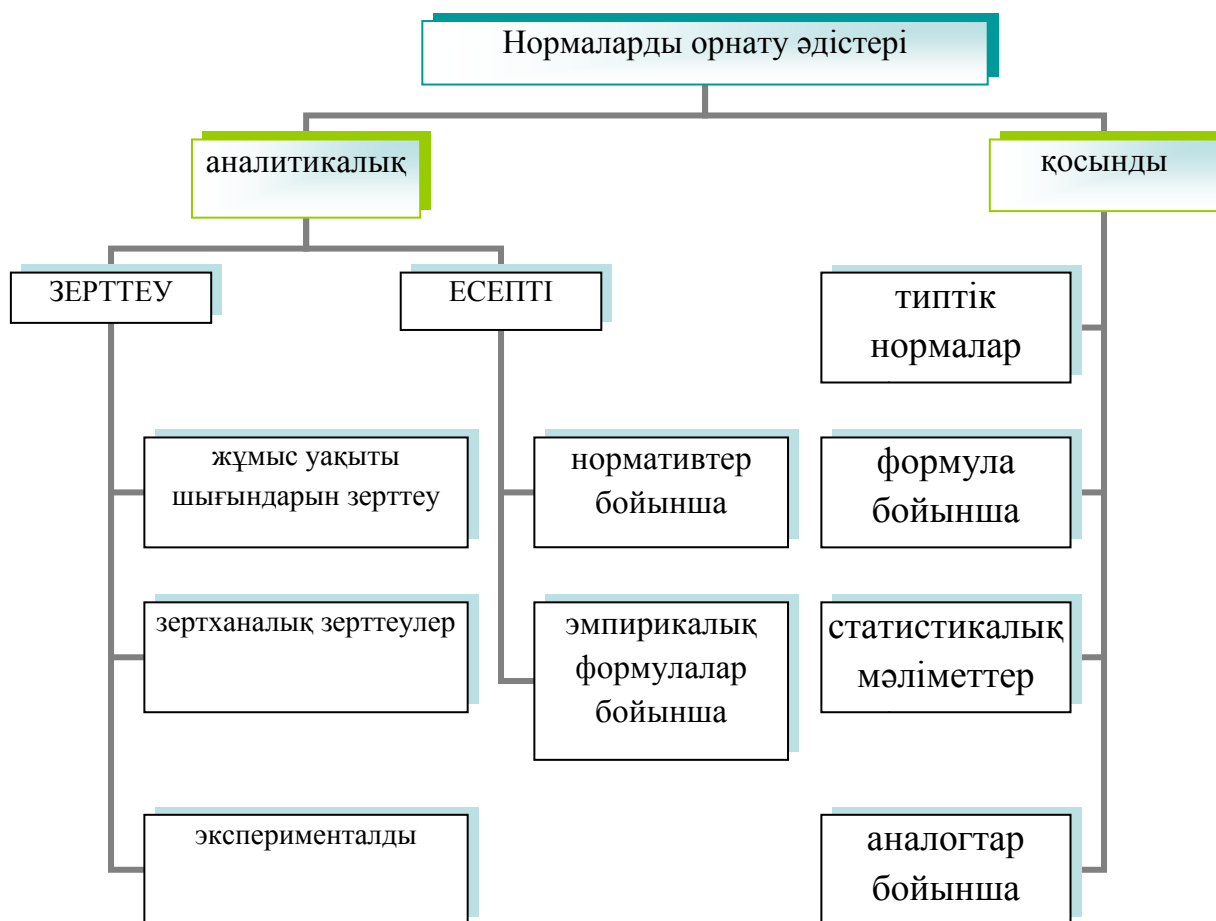 Нормаларды орнату әдістері
аналитикалық
қосынды
ЗЕРТТЕУ
ЕСЕПТІ
типтік
нормалар
жұмыс уақыты
шығындарын зерттеу
нормативтер
бойынша
формула
бойынша
зертханалық зерттеулер
эмпирикалық
формулалар
бойынша
статистикалық
мәліметтер
эксперименталды
аналогтар
бойынша